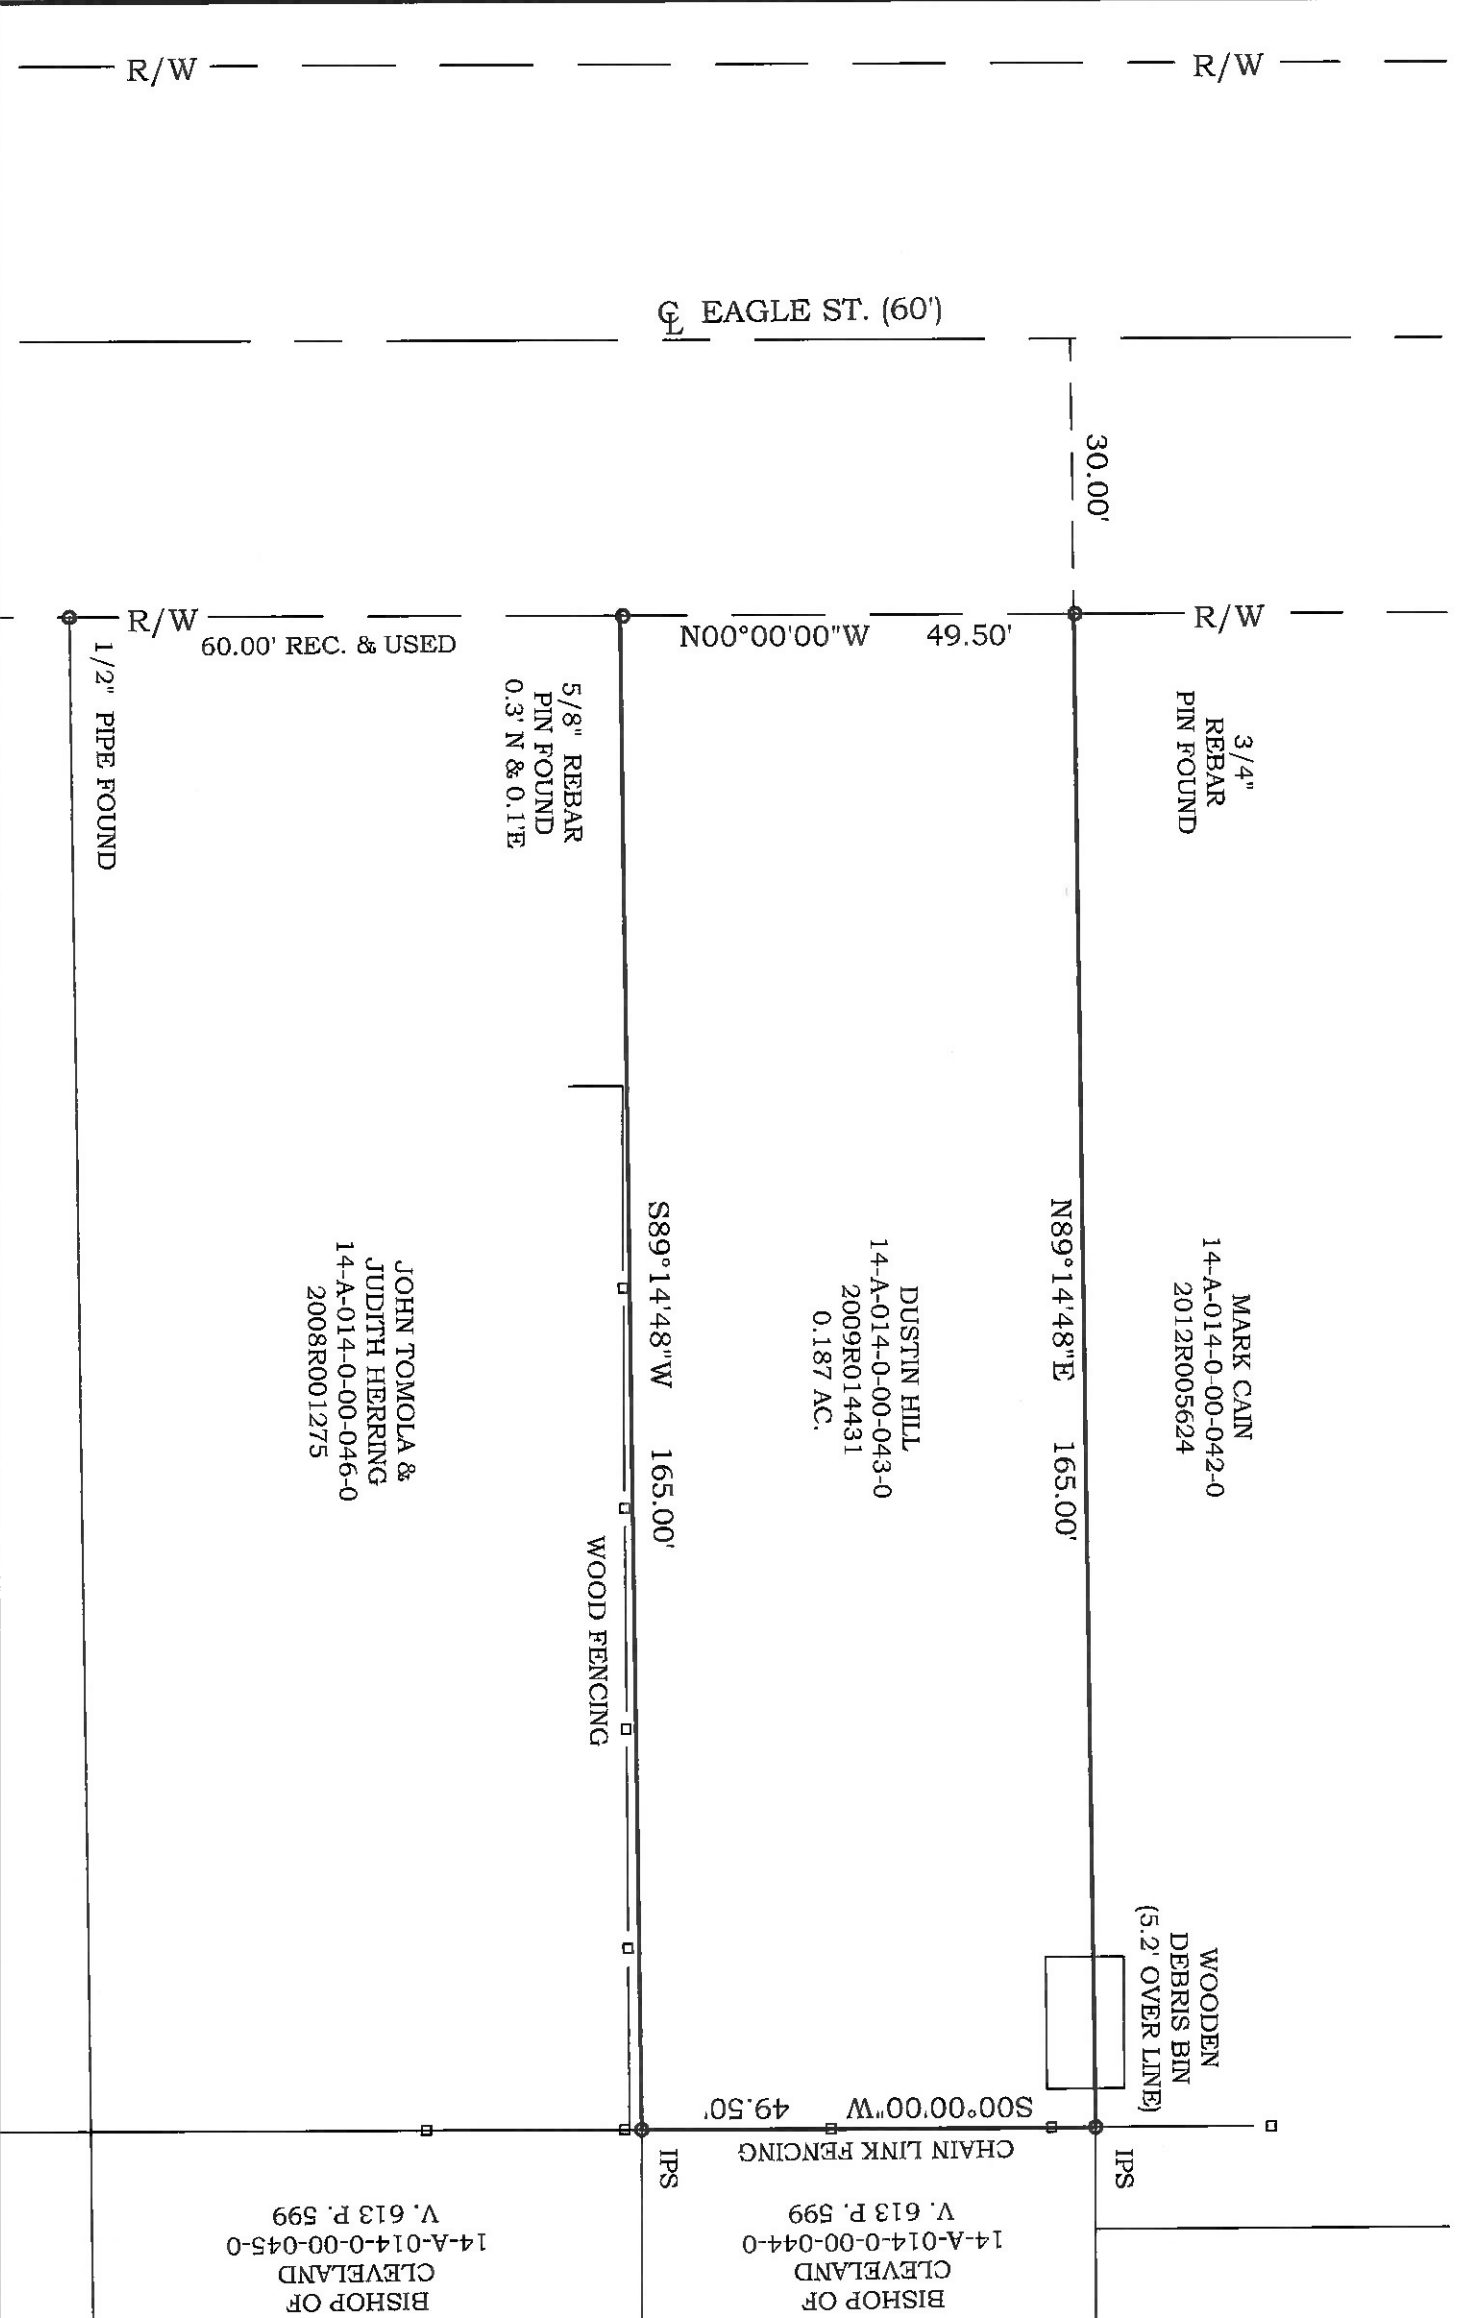 R/W
R/W
℄ EAGLE ST. (60')
30.00'
R/W
60.00' REC. & USED
N00°00'00"W 49.50'
R/W
1/2" PIPE FOUND
5/8" REBAR
PIN FOUND
0.3' N & 0.1'E
3/4"
REBAR
PIN FOUND
JOHN TOMOLA &
JUDITH HERRING
14-A-014-0-00-046-0
2008R001275
S89°14'48"W 165.00'
WOOD FENCING
DUSTIN HILL
14-A-014-0-00-043-0
2009R014431
0.187 AC.
N89°14'48"E 165.00'
MARK CAIN
14-A-014-0-00-042-0
2012R005624
WOODEN
DEBRIS BIN
(5.2' OVER LINE)
S00°00'00"W 49.50'
CHAIN LINK FENCING
IPS
IPS
BISHOP OF
CLEVELAND
14-A-014-0-00-045-0
V. 613 P. 599
BISHOP OF
CLEVELAND
14-A-014-0-00-044-0
V. 613 P. 599